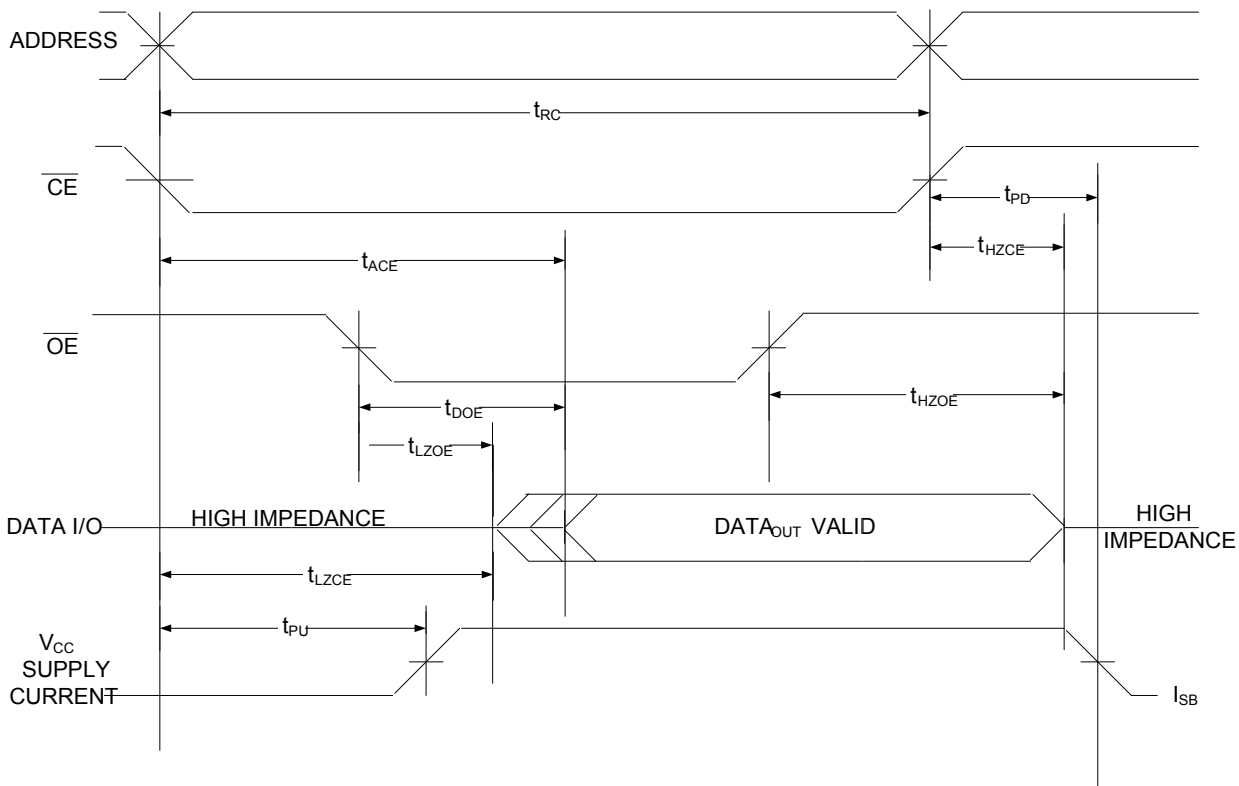 ADDRESS
tRC
CE
tPD
tHZCE
tACE
OE
tHZOE
tDOE
tLZOE
DATA I/O
HIGH IMPEDANCE
DATAOUT VALID
HIGH
IMPEDANCE
tLZCE
tPU
VCC
SUPPLY
CURRENT
ISB